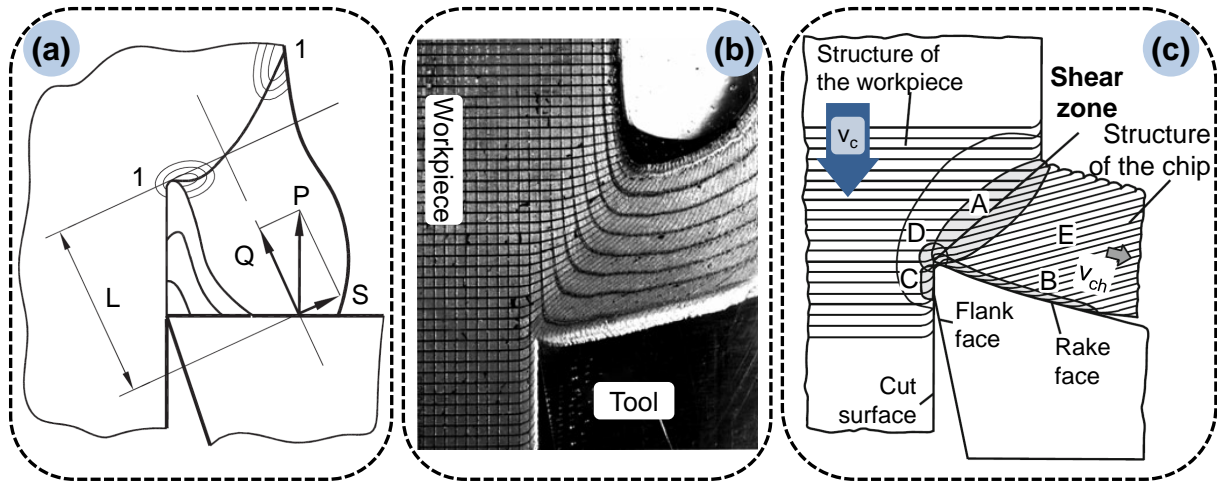 (a)
1
1
P
Q
S
L
(b)
Workpiece
Tool
(c)
Structure of
the workpiece
Shear
zone
Structure
of the chip
v_c
A
D
E
C
B
v_ch
Flank
face
Rake
face
Cut
surface